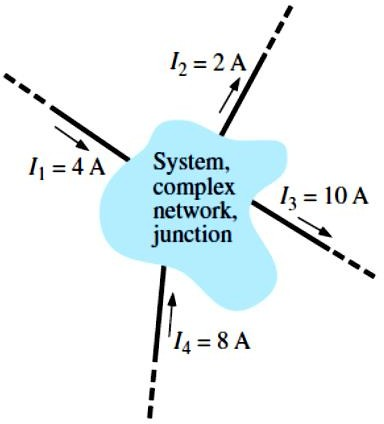 I₂ = 2 A
I₁ = 4 A
System,
complex
network,
junction
I₃ = 10 A
I₄ = 8 A